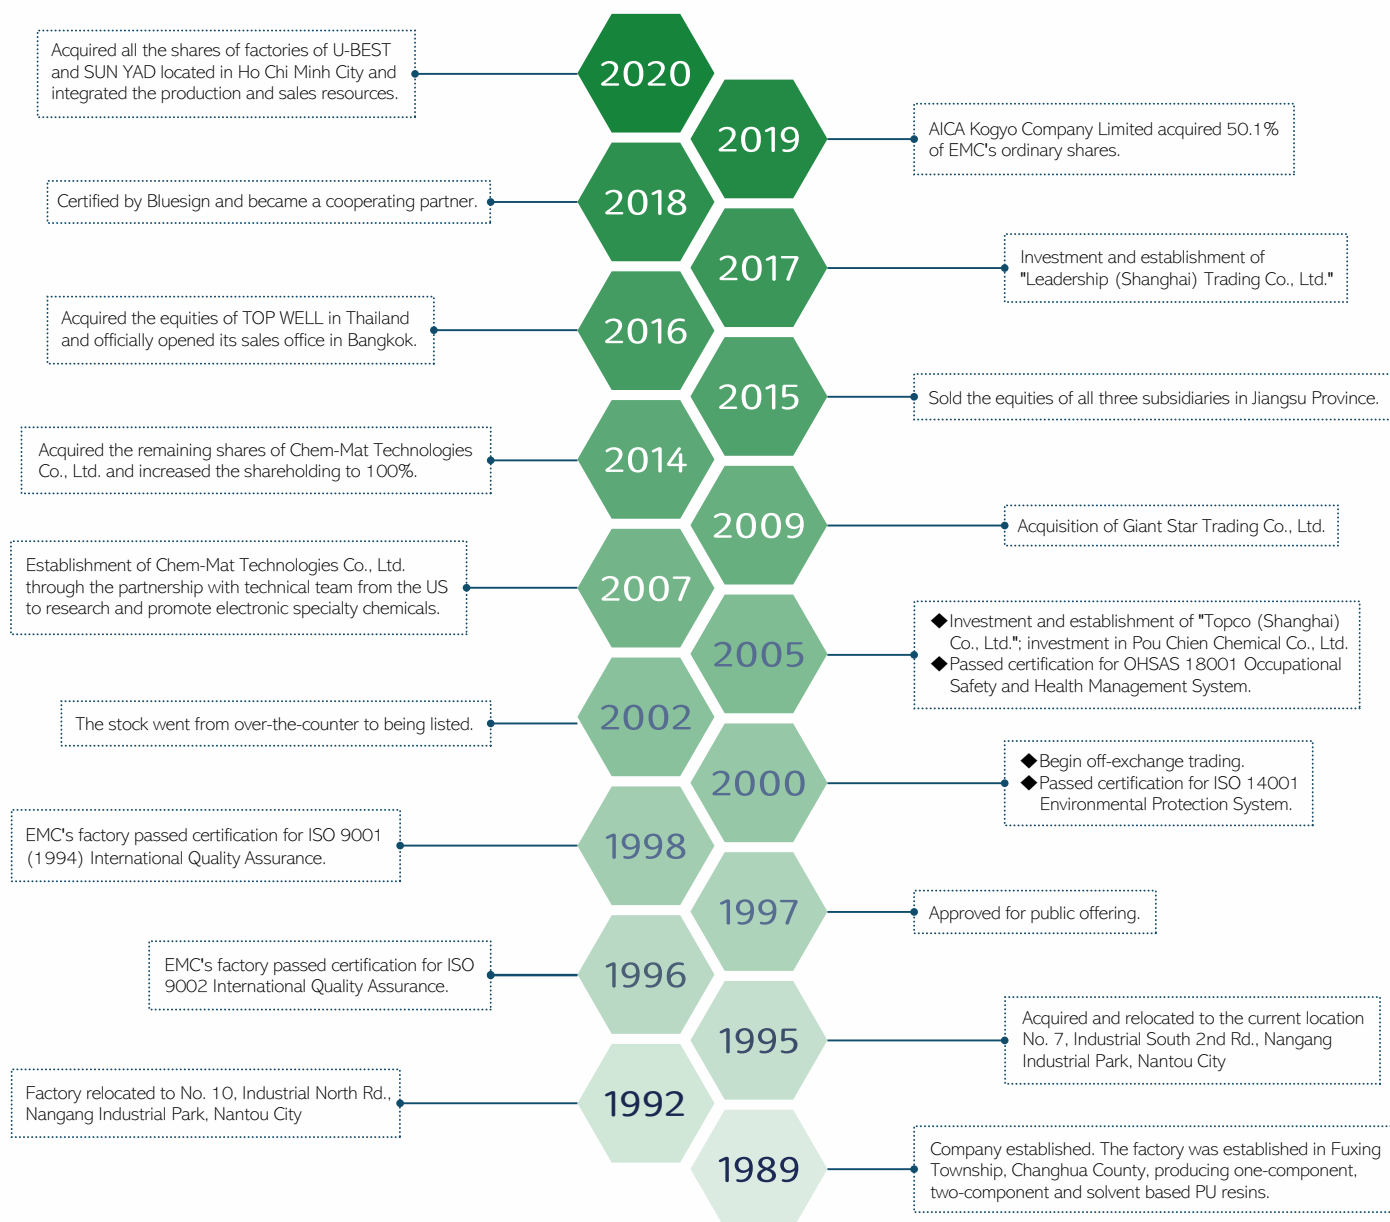 2020
Acquired all the shares of factories of U-BEST
and SUN YAD located in Ho Chi Minh City and
integrated the production and sales resources.
2019
AICA Kogyo Company Limited acquired 50.1%
of EMC's ordinary shares.
2018
Certified by Bluesign and became a cooperating partner.
2017
Investment and establishment of
"Leadership (Shanghai) Trading Co., Ltd."
2016
Acquired the equities of TOP WELL in Thailand
and officially opened its sales office in Bangkok.
2015
Sold the equities of all three subsidiaries in Jiangsu Province.
2014
Acquired the remaining shares of Chem-Mat Technologies
Co., Ltd. and increased the shareholding to 100%.
2009
Acquisition of Giant Star Trading Co., Ltd.
2007
Establishment of Chem-Mat Technologies Co., Ltd.
through the partnership with technical team from the US
to research and promote electronic specialty chemicals.
2005
◆Investment and establishment of "Topco (Shanghai)
Co., Ltd."; investment in Pou Chien Chemical Co., Ltd.
◆Passed certification for OHSAS 18001 Occupational
Safety and Health Management System.
2002
The stock went from over-the-counter to being listed.
2000
◆Begin off-exchange trading.
◆Passed certification for ISO 14001
Environmental Protection System.
1998
EMC's factory passed certification for ISO 9001
(1994) International Quality Assurance.
1997
Approved for public offering.
1996
EMC's factory passed certification for ISO
9002 International Quality Assurance.
1995
Acquired and relocated to the current location
No. 7, Industrial South 2nd Rd., Nangang
Industrial Park, Nantou City
1992
Factory relocated to No. 10, Industrial North Rd.,
Nangang Industrial Park, Nantou City
1989
Company established. The factory was established in Fuxing
Township, Changhua County, producing one-component,
two-component and solvent based PU resins.